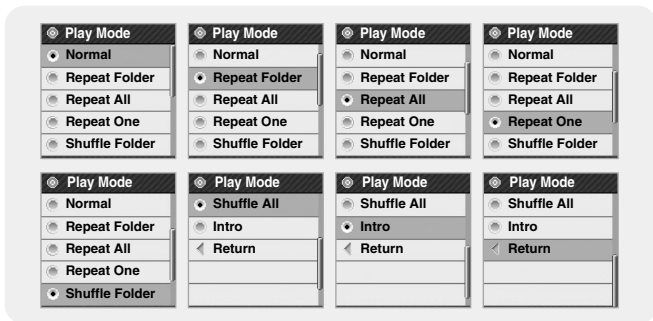 Play Mode
Normal
Repeat Folder
Repeat All
Repeat One
Shuffle Folder
Play Mode
Normal
Repeat Folder
Repeat All
Repeat One
Shuffle Folder
Play Mode
Normal
Repeat Folder
Repeat All
Repeat One
Shuffle Folder
Play Mode
Normal
Repeat Folder
Repeat All
Repeat One
Shuffle Folder
Play Mode
Normal
Repeat Folder
Repeat All
Repeat One
Shuffle Folder
Play Mode
Shuffle All
Intro
Return
Play Mode
Shuffle All
Intro
Return
Play Mode
Shuffle All
Intro
Return